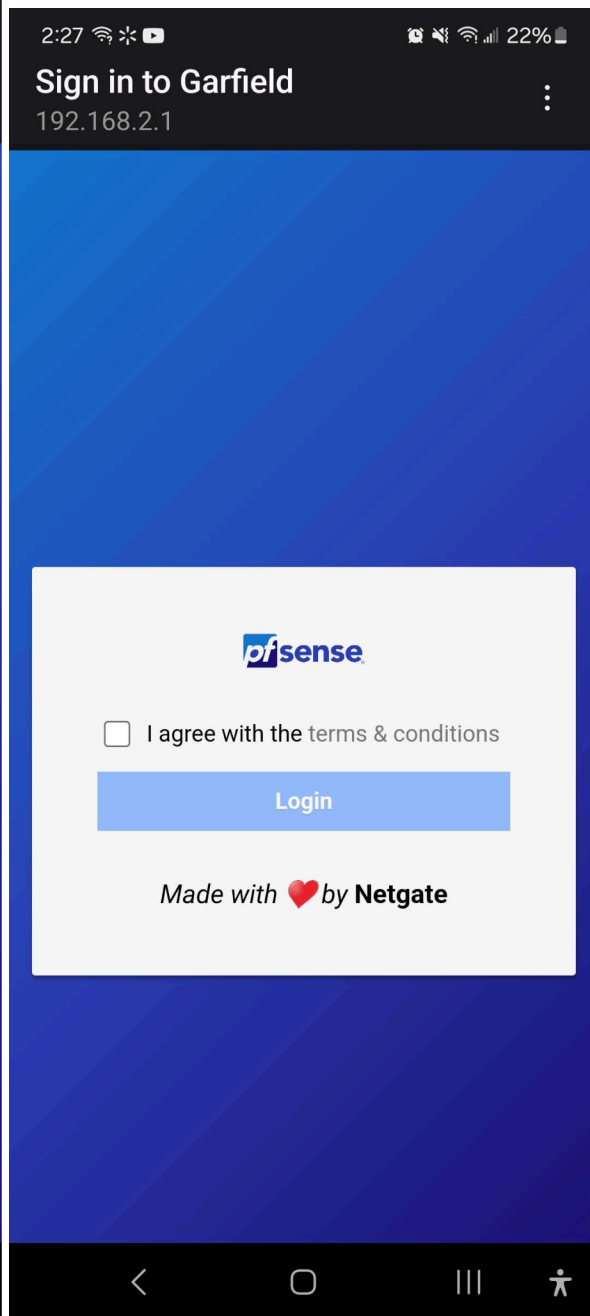 2:27 22%
Sign in to Garfield
192.168.2.1
pfsense
I agree with the terms & conditions
Login
Made with ❤️ by Netgate